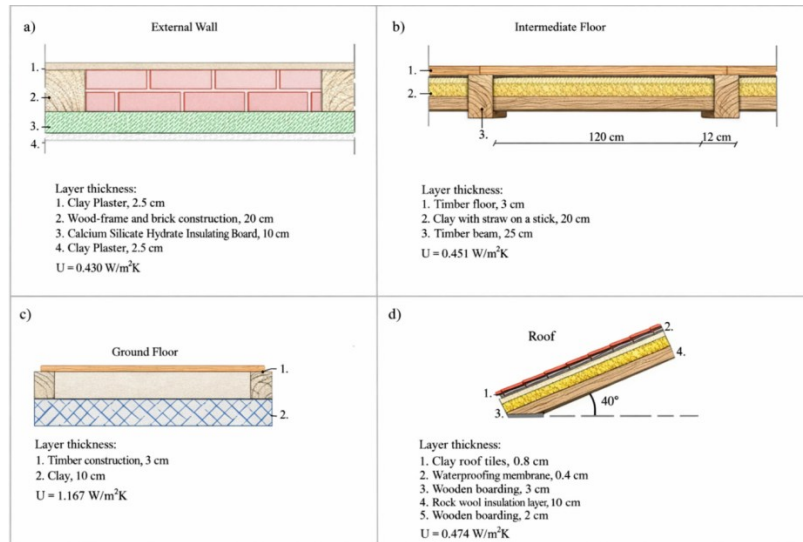 a)
External Wall
1.
2.
3.
4.
Layer thickness:
1. Clay Plaster, 2.5 cm
2. Wood-frame and brick construction, 20 cm
3. Calcium Silicate Hydrate Insulating Board, 10 cm
4. Clay Plaster, 2.5 cm
U = 0.430 W/m²K
b)
Intermediate Floor
1.
2.
3.
120 cm
12 cm
Layer thickness:
1. Timber floor, 3 cm
2. Clay with straw on a stick, 20 cm
3. Timber beam, 25 cm
U = 0.451 W/m²K
c)
Ground Floor
1.
2.
Layer thickness:
1. Timber construction, 3 cm
2. Clay, 10 cm
U = 1.167 W/m²K
d)
Roof
2.
4.
1.
3.
40°
Layer thickness:
1. Clay roof tiles, 0.8 cm
2. Waterproofing membrane, 0.4 cm
3. Wooden boarding, 3 cm
4. Rock wool insulation layer, 10 cm
5. Wooden boarding, 2 cm
U = 0.474 W/m²K